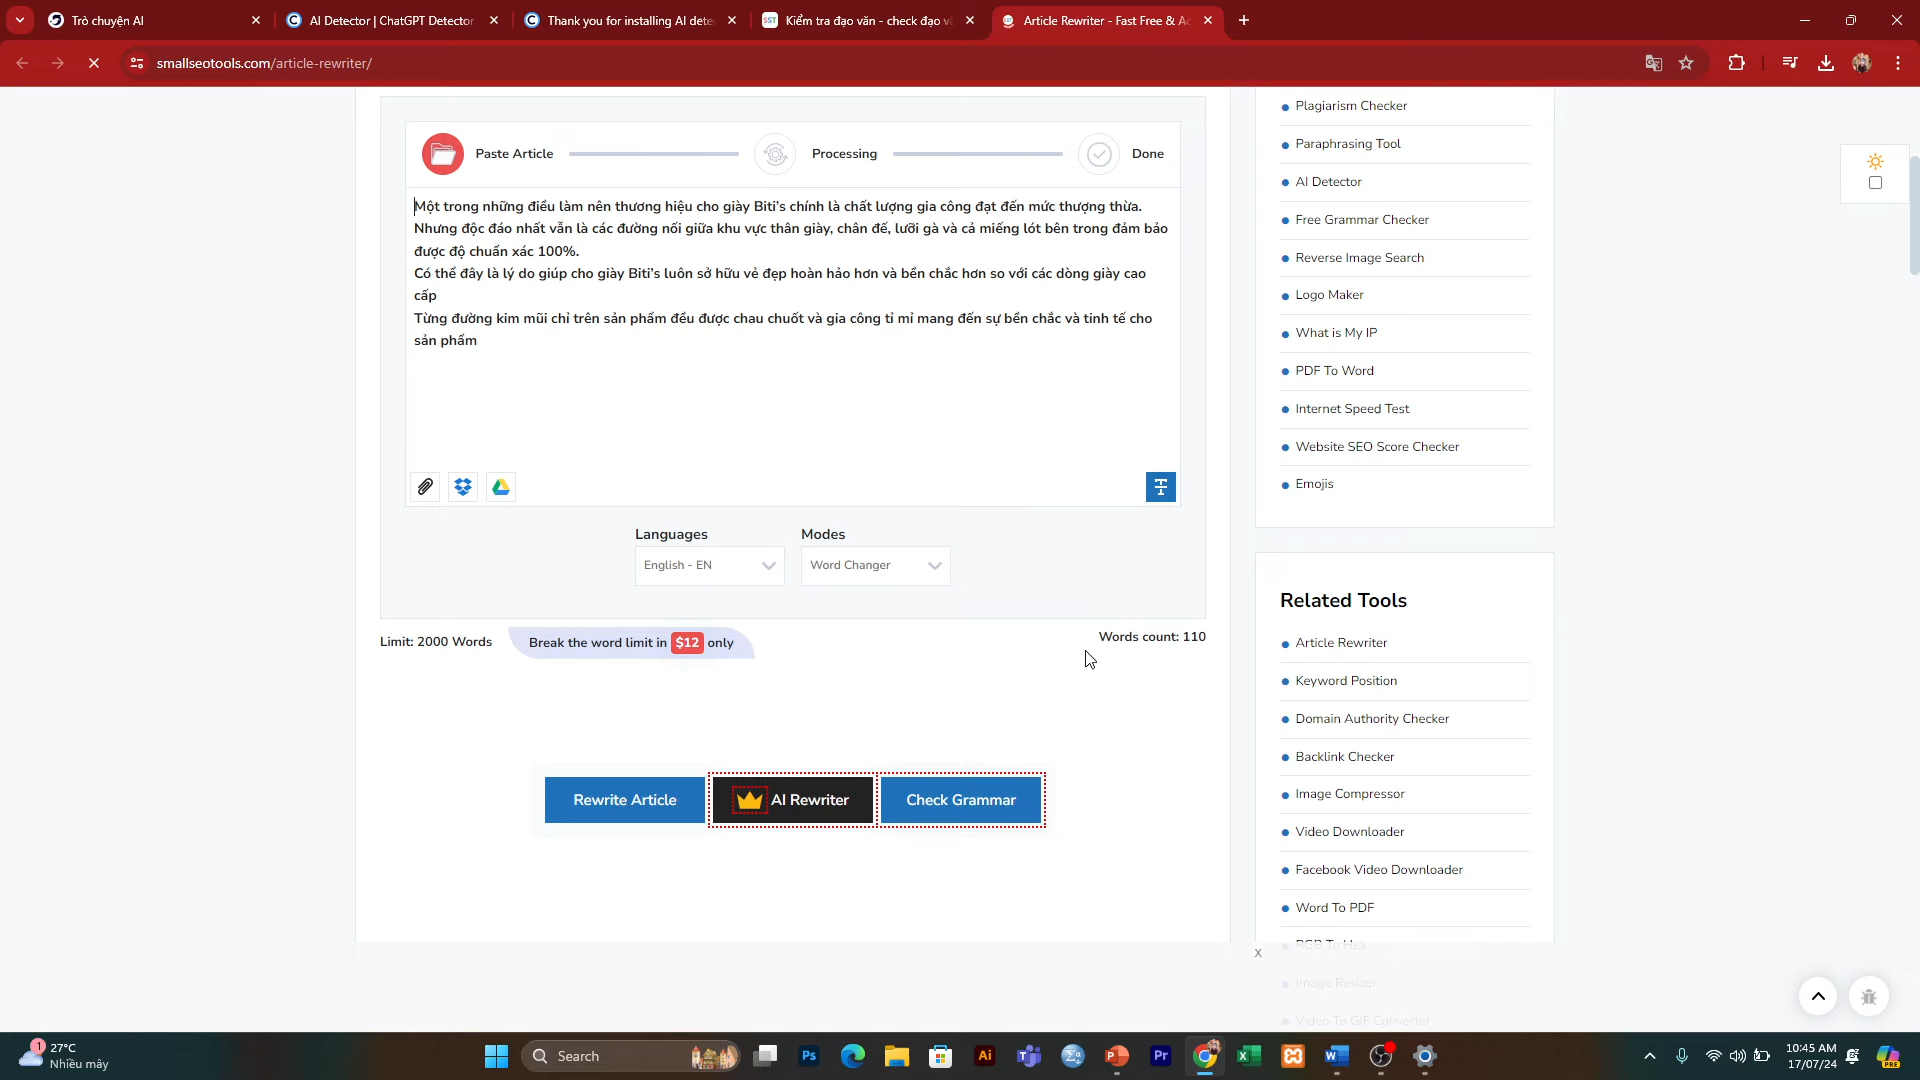 Trò chuyện AI
AI Detector | ChatGPT Detector
Thank you for installing AI dete
Kiểm tra đạo văn - check đạo v
Article Rewriter - Fast Free & A
smallseotools.com/article-rewriter/
Paste Article
Processing
Done
Một trong những điều làm nên thương hiệu cho giày Biti's chính là chất lượng gia công đạt đến mức thượng thừa.
Nhưng độc đáo nhất vẫn là các đường nối giữa khu vực thân giày, chân đế, lưỡi gà và cả miếng lót bên trong đảm bảo
được độ chuẩn xác 100%.
Có thể đây là lý do giúp cho giày Biti's luôn sở hữu vẻ đẹp hoàn hảo hơn và bền chắc hơn so với các dòng giày cao
cấp
Từng đường kim mũi chỉ trên sản phẩm đều được chau chuốt và gia công tỉ mỉ mang đến sự bền chắc và tinh tế cho
sản phẩm
Languages
Modes
English - EN
Word Changer
Limit: 2000 Words
Break the word limit in $12 only
Words count: 110
Rewrite Article
AI Rewriter
Check Grammar
Plagiarism Checker
Paraphrasing Tool
AI Detector
Free Grammar Checker
Reverse Image Search
Logo Maker
What is My IP
PDF To Word
Internet Speed Test
Website SEO Score Checker
Emojis
Related Tools
Article Rewriter
Keyword Position
Domain Authority Checker
Backlink Checker
Image Compressor
Video Downloader
Facebook Video Downloader
Word To PDF
RGB To Hex
X
Image Resizer
Video To GIF Converter
1
27°C
Nhiều mây
Search
10:45 AM
17/07/24